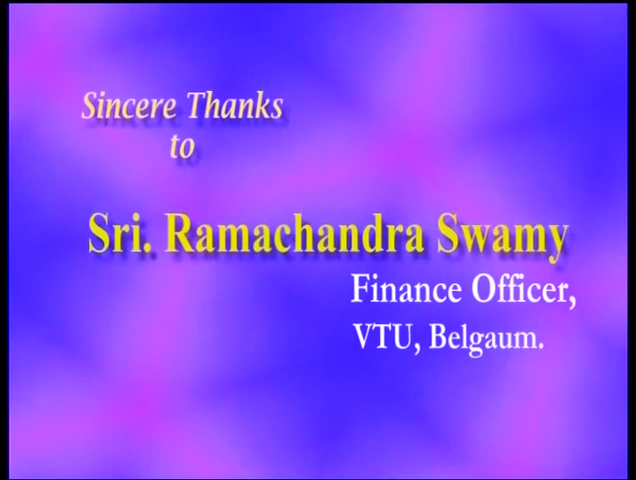 Sincere Thanks
to
Sri. Ramachandra Swamy
Finance Officer,
VTU, Belgaum.